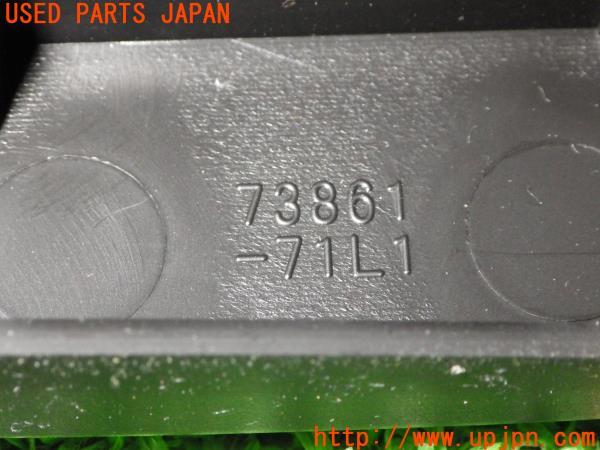 USED PARTS JAPAN
73861
-71L1
http://www.upjpn.com